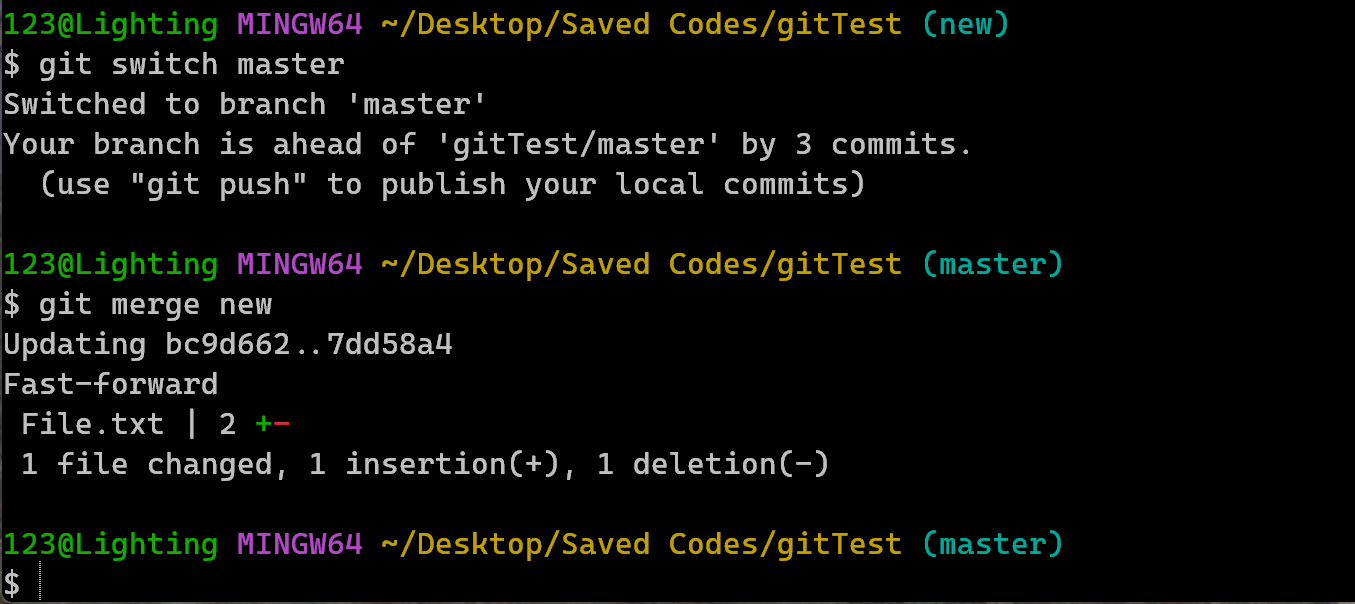 123@Lighting MINGW64 ~/Desktop/Saved Codes/gitTest (new)
$ git switch master
Switched to branch 'master'
Your branch is ahead of 'gitTest/master' by 3 commits.
  (use "git push" to publish your local commits)

123@Lighting MINGW64 ~/Desktop/Saved Codes/gitTest (master)
$ git merge new
Updating bc9d662..7dd58a4
Fast-forward
 File.txt | 2 +-
 1 file changed, 1 insertion(+), 1 deletion(-)

123@Lighting MINGW64 ~/Desktop/Saved Codes/gitTest (master)
$